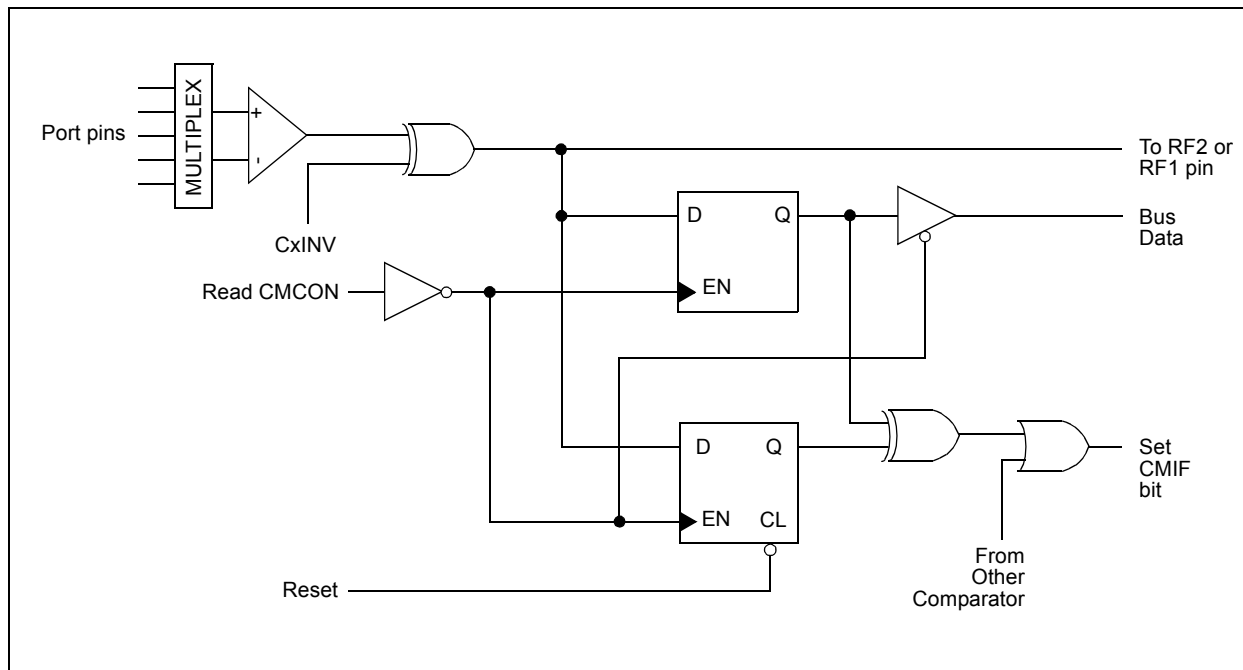 Port pins
MULTIPLEX
+
-
CxINV
To RF2 or
RF1 pin
D
Q
EN
Bus
Data
Read CMCON
D
Q
EN
CL
Set
CMIF
bit
From
Other
Comparator
Reset